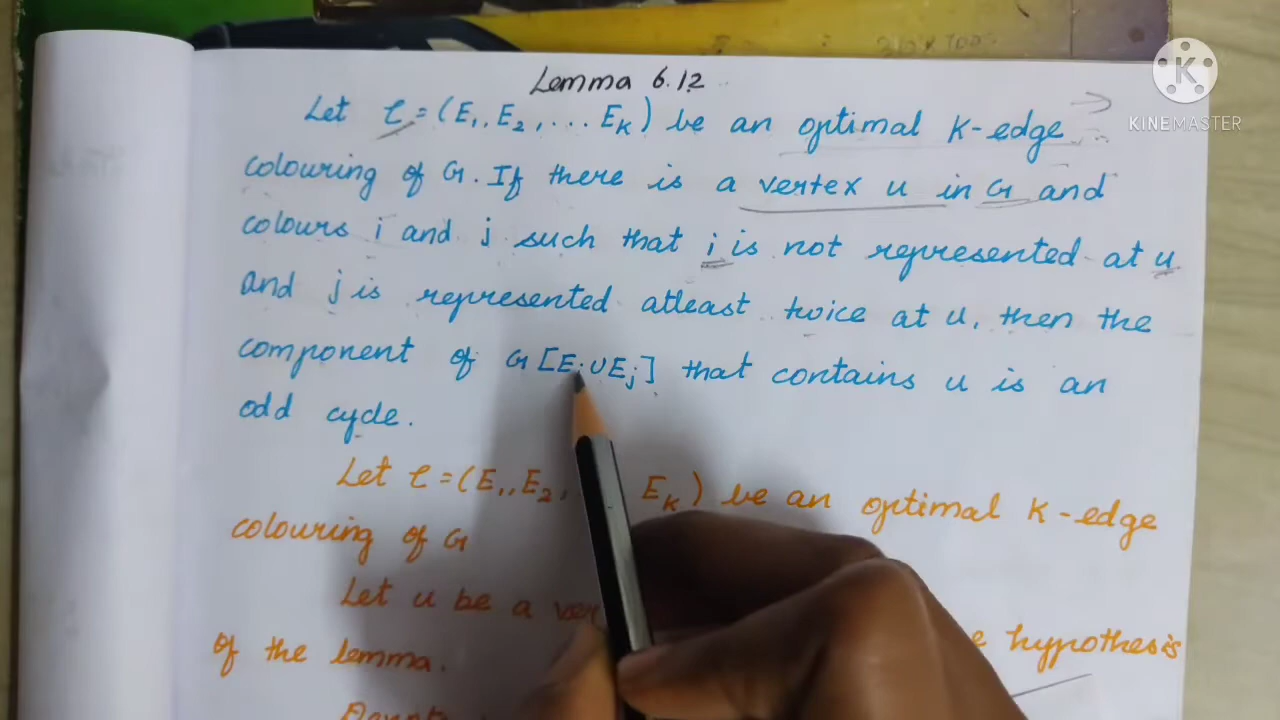 Lemma 6.12
Let C = (E₁, E₂, ... Eₖ) be an optimal K-edge
KINEMASTER
colouring of G. If there is a vertex u in G and
colours i and j such that i is not represented at u
and j is represented atleast twice at u, then the
component of G[Eᵢ∪Eⱼ] that contains u is an
odd cycle.
Let C = (E₁, E₂, Eₖ) be an optimal K-edge
colouring of G
Let u be a hypothesis
of the lemma.